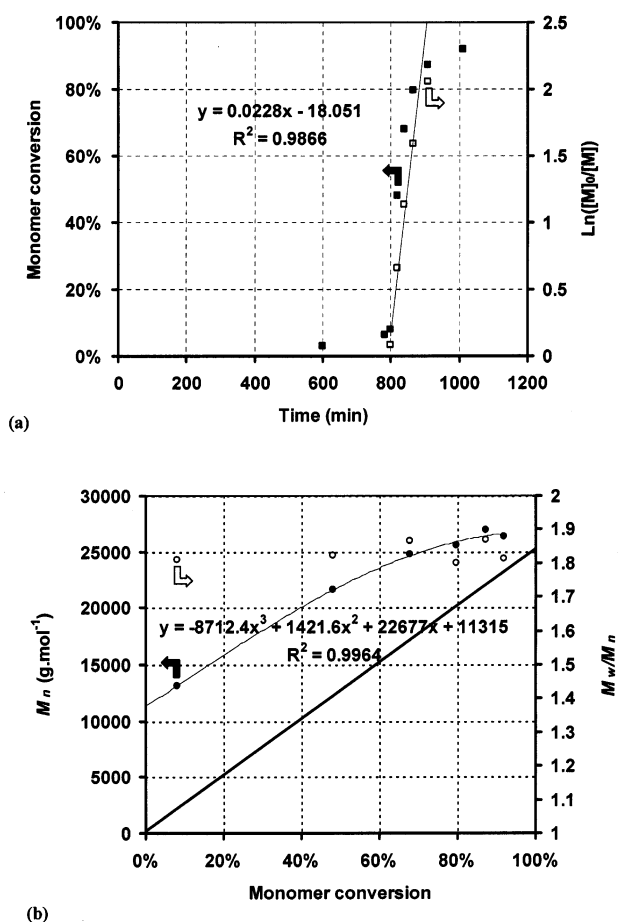 100%
80%
60%
40%
20%
0%
Monomer conversion
2.5
2
1.5
1
0.5
0
Ln([M]₀/[M])
y = 0.0228x - 18.051
R² = 0.9866
0 200 400 600 800 1000 1200
Time (min)
(a)
30000
25000
20000
15000
10000
5000
0
Mn (g.mol⁻¹)
2
1.9
1.8
1.7
1.6
1.5
1.4
1.3
1.2
1.1
1
Mw/Mn
y = -8712.4x³ + 1421.6x² + 22677x + 11315
R² = 0.9964
0% 20% 40% 60% 80% 100%
Monomer conversion
(b)